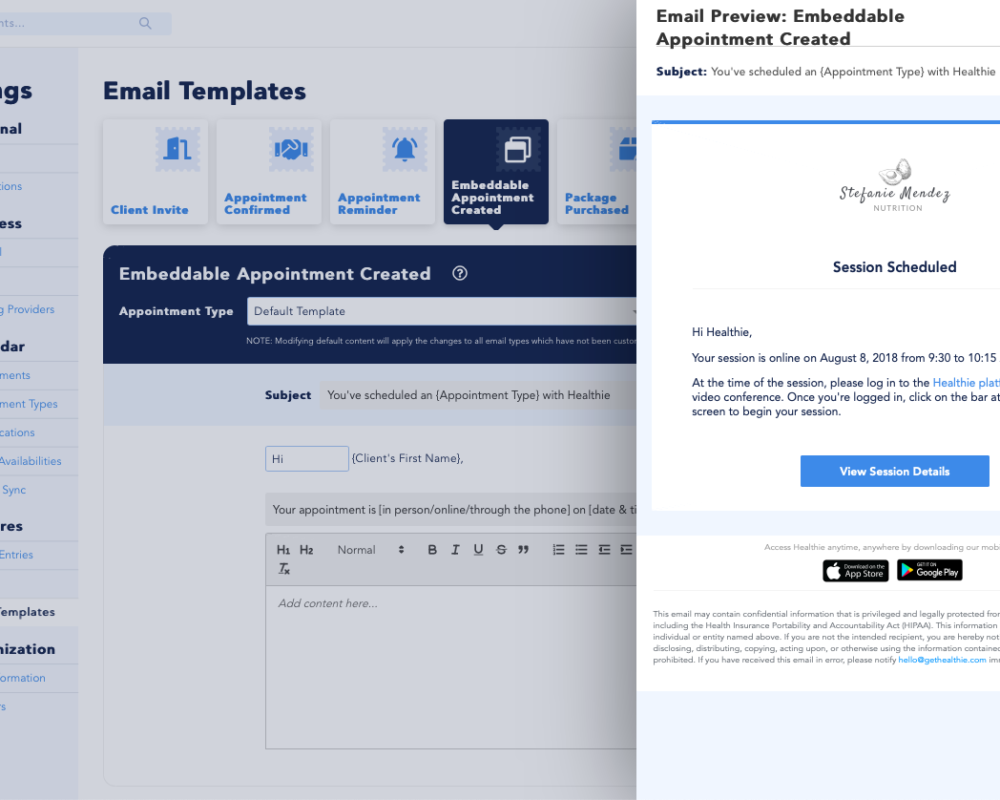 nts...
gs
nal
ions
ess
l
g Providers
dar
ments
ment Types
cations
Availabilities
Sync
res
Entries
emplates
nization
ormation
rs
Email Templates
Client Invite
Appointment
Confirmed
Appointment
Reminder
Embeddable
Appointment
Created
Package
Purchased
Embeddable Appointment Created ?
Appointment Type Default Template
NOTE: Modifying default content will apply the changes to all email types which have not been custo
Subject You've scheduled an {Appointment Type} with Healthie
Hi {Client's First Name},
Your appointment is [in person/online/through the phone] on [date & ti
H1 H2 Normal B I U S
Add content here...
Email Preview: Embeddable
Appointment Created
Subject: You've scheduled an {Appointment Type} with Healthie
Stefanie Mendez
NUTRITION
Session Scheduled
Hi Healthie,
Your session is online on August 8, 2018 from 9:30 to 10:15
At the time of the session, please log in to the Healthie plat
video conference. Once you're logged in, click on the bar at
screen to begin your session.
View Session Details
Access Healthie anytime, anywhere by downloading our mobi
Download on the
App Store
GET IT ON
Google Play
This email may contain confidential information that is privileged and legally protected from
including the Health Insurance Portability and Accountability Act (HIPAA). This information
individual or entity named above. If you are not the intended recipient, you are hereby not
disclosing, distributing, copying, acting upon, or otherwise using the information contained
prohibited. If you have received this email in error, please notify hello@gethealthie.com im